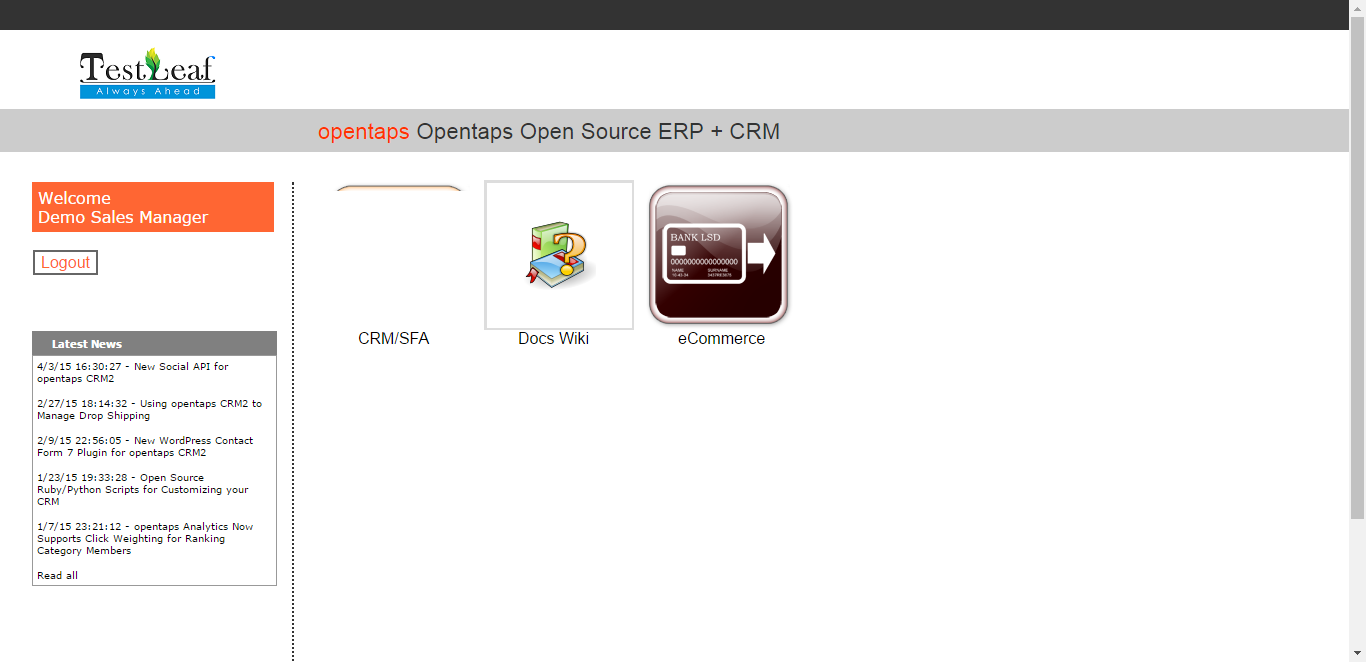 TestLeaf
Always Ahead
opentaps Opentaps Open Source ERP + CRM
Welcome
Demo Sales Manager
Logout
Latest News
4/3/15 16:30:27 - New Social API for
opentaps CRM2
2/27/15 18:14:32 - Using opentaps CRM2 to
Manage Drop Shipping
2/9/15 22:56:05 - New WordPress Contact
Form 7 Plugin for opentaps CRM2
1/23/15 19:33:28 - Open Source
Ruby/Python Scripts for Customizing your
CRM
1/7/15 23:21:12 - opentaps Analytics Now
Supports Click Weighting for Ranking
Category Members
Read all
BANK LSD
NAME SURNAME
CRM/SFA
Docs Wiki
eCommerce